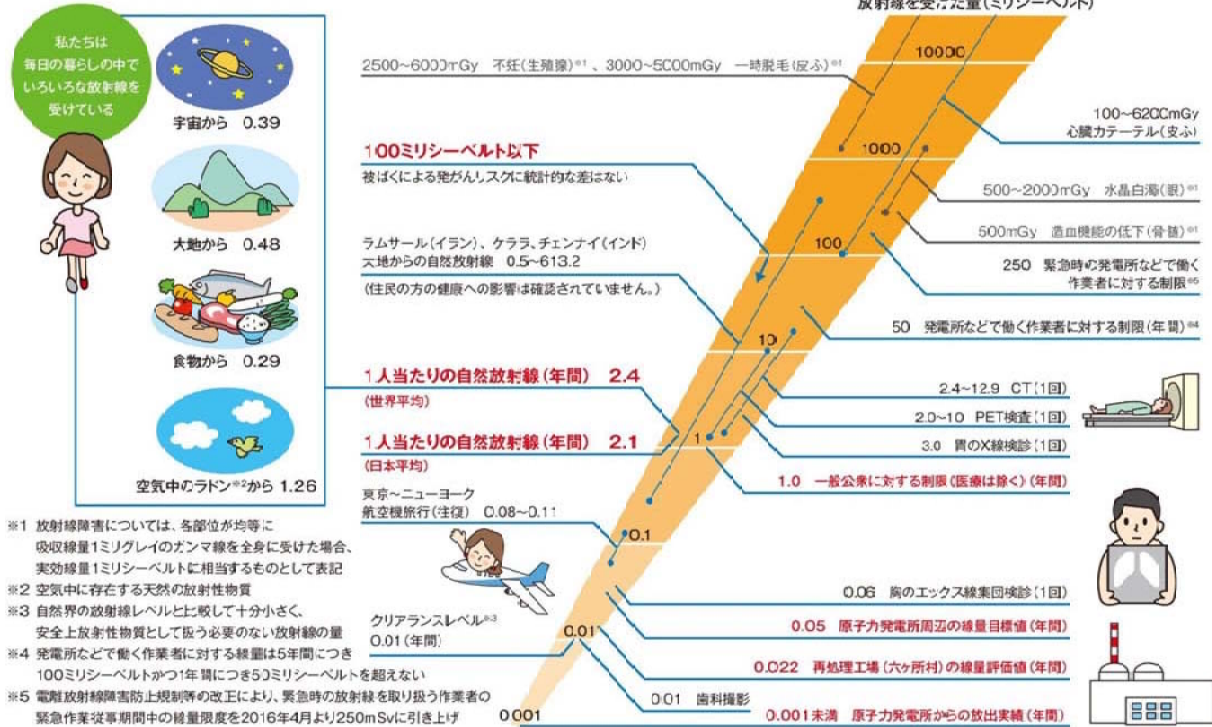 放射線を受けた量(ミリシーベルト)
私たちは
毎日の暮らしの中で
いろいろな放射線を
受けている
宇宙から 0.39
大地から 0.48
食物から 0.29
空気中のラドン※2から 1.26
2500~6000mGy 不妊(生殖腺)※1、3000~5000mGy 一時脱毛(皮ふ)※1
100ミリシーベルト以下
被ばくによる発がんリスクに統計的な差はない
ラムサール(イラン)、ケララ、チェンナイ(インド)
大地からの自然放射線 0.5~613.2
(住民の方の健康への影響は確認されていません。)
1人当たりの自然放射線(年間) 2.4
(世界平均)
1人当たりの自然放射線(年間) 2.1
(日本平均)
東京~ニューヨーク
航空機旅行(往復) 0.08~0.11
クリアランスレベル※3
0.01(年間)
10000
1000
100
10
1
0.1
0.01
0.001
100~6200mGy
心臓カテーテル(皮ふ)
500~2000mGy 水晶白濁(眼)※1
500mGy 造血機能の低下(骨髄)※1
250 緊急時の発電所などで働く
作業者に対する制限※5
50 発電所などで働く作業者に対する制限(年間)※4
2.4~12.9 CT(1回)
2.0~10 PET検査(1回)
3.0 胃のX線検診(1回)
1.0 一般公衆に対する制限(医療は除く)(年間)
0.06 胸のエックス線集団検診(1回)
0.05 原子力発電所周辺の線量目標値(年間)
0.022 再処理工場(六ヶ所村)の線量評価値(年間)
0.01 歯科撮影
0.001未満 原子力発電所からの放出実績(年間)
※1 放射線障害については、各部位が均等に
吸収線量1ミリグレイのガンマ線を全身に受けた場合、
実効線量1ミリシーベルトに相当するものとして表記
※2 空気中に存在する天然の放射性物質
※3 自然界の放射線レベルと比較して十分小さく、
安全上放射性物質として扱う必要のない放射線の量
※4 発電所などで働く作業者に対する線量は5年間につき
100ミリシーベルトかつ1年間につき50ミリシーベルトを超えない
※5 電離放射線障害防止規制等の改正により、緊急時の放射線を取り扱う作業者の
緊急作業従事期間中の線量限度を2016年4月より250mSvに引き上げ